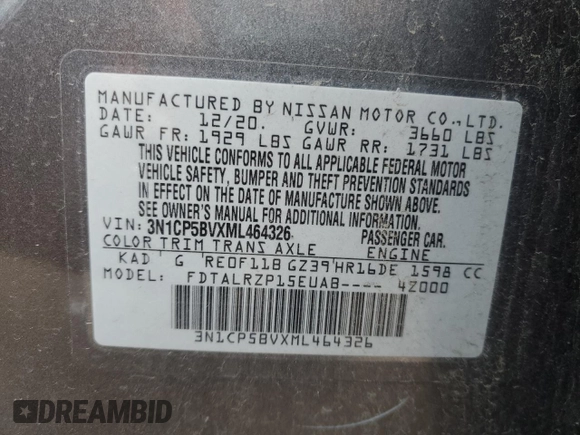 MANUFACTURED BY NISSAN MOTOR CO.,LTD.
DATE: 12/20. GVWR: 3660 LBS
GAWR FR: 1929 LBS GAWR RR: 1731 LBS
THIS VEHICLE CONFORMS TO ALL APPLICABLE FEDERAL MOTOR
VEHICLE SAFETY, BUMPER AND THEFT PREVENTION STANDARDS
IN EFFECT ON THE DATE OF MANUFACTURE SHOWN ABOVE.
SEE OWNER'S MANUAL FOR ADDITIONAL INFORMATION.
VIN: 3N1CP5BVXML464326 PASSENGER CAR.
COLOR TRIM TRANS AXLE ENGINE
KAD G RE0F11B GZ39 HR16DE 1598 CC
MODEL: FDTALRZP15EUAB---- 4Z000
3N1CP5BVXML464326
DREAMBID